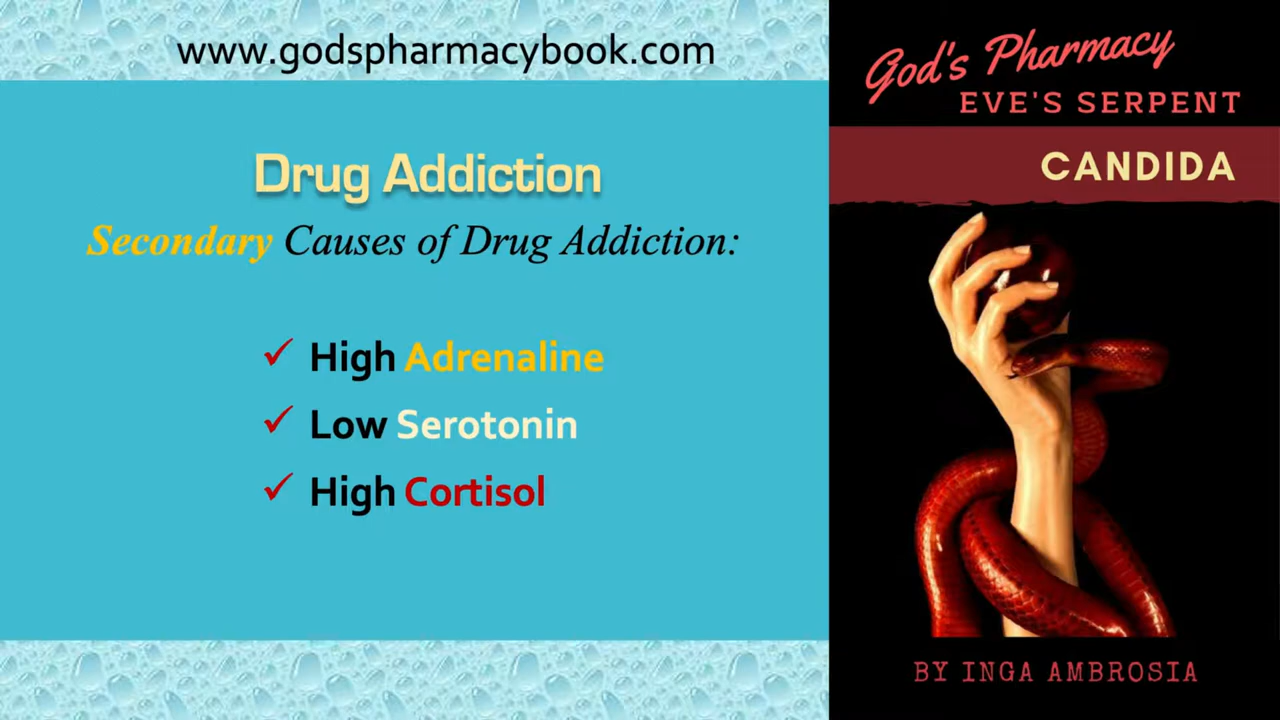 www.godspharmacybook.com
Drug Addiction
Secondary Causes of Drug Addiction:
✓ High Adrenaline
✓ Low Serotonin
✓ High Cortisol
God's Pharmacy
EVE'S SERPENT
CANDIDA
BY INGA AMBROSIA